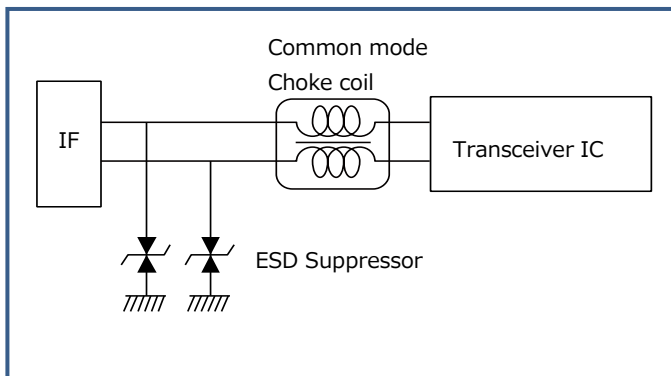 Common mode
Choke coil
IF
Transceiver IC
ESD Suppressor